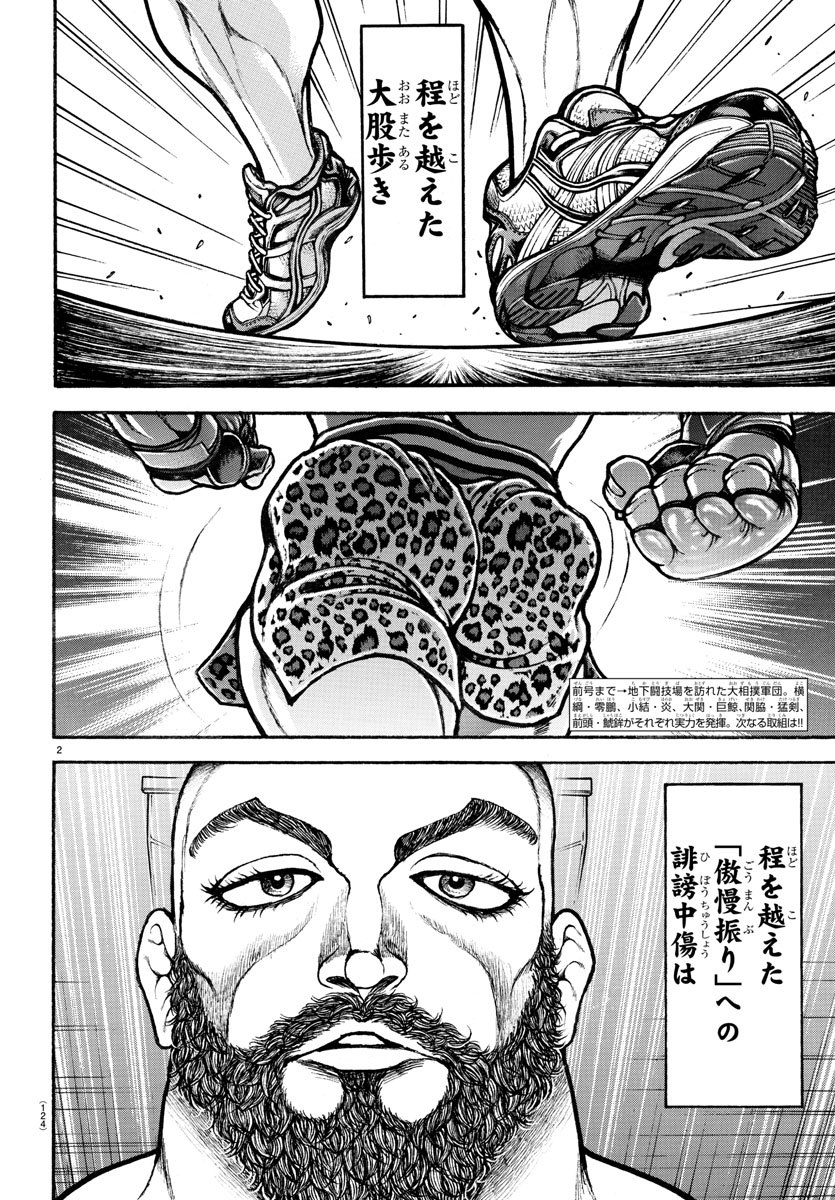 程を越えた
大股歩き
前号まで→地下闘技場を訪れた大相撲軍団。横
綱・零鵬、小結・炎、大関・巨鯨、関脇・猛剣、
前頭・鯱鉾がそれぞれ実力を発揮。次なる取組は!!
2
程を越えた
「傲慢振り」への
誹謗中傷は
(124)